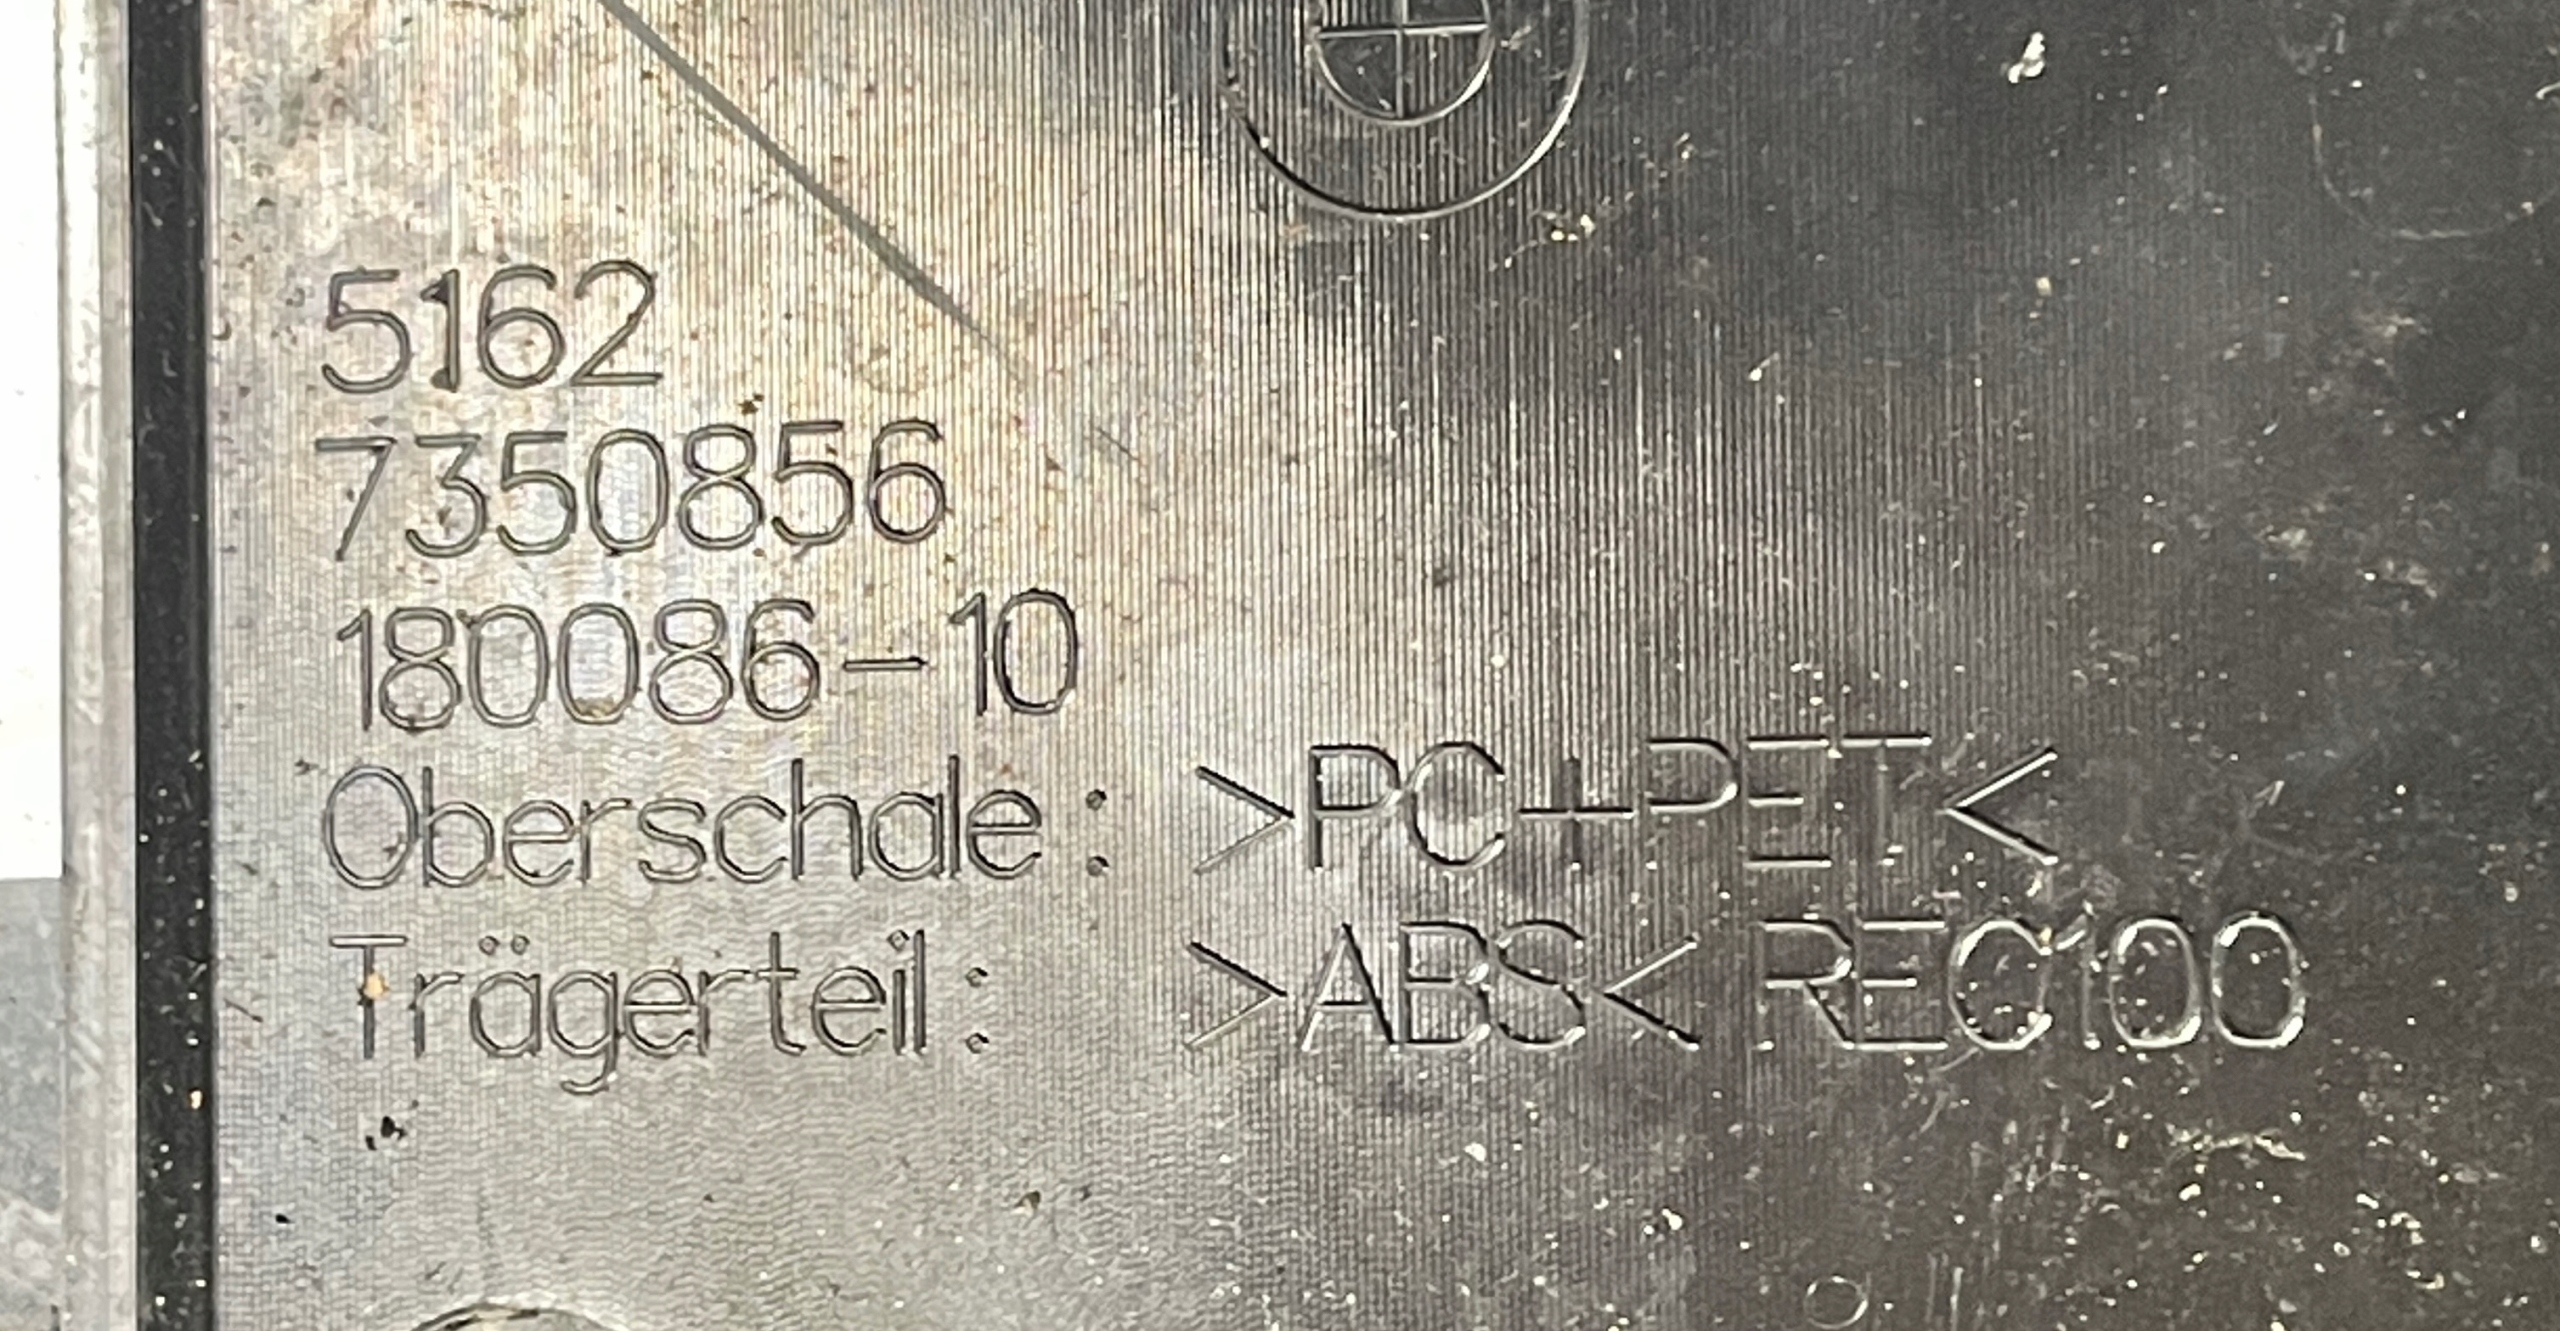 5162
7350856
180086-10
Oberschale : >PC+PET<
Trägerteil : >ABS< REC100